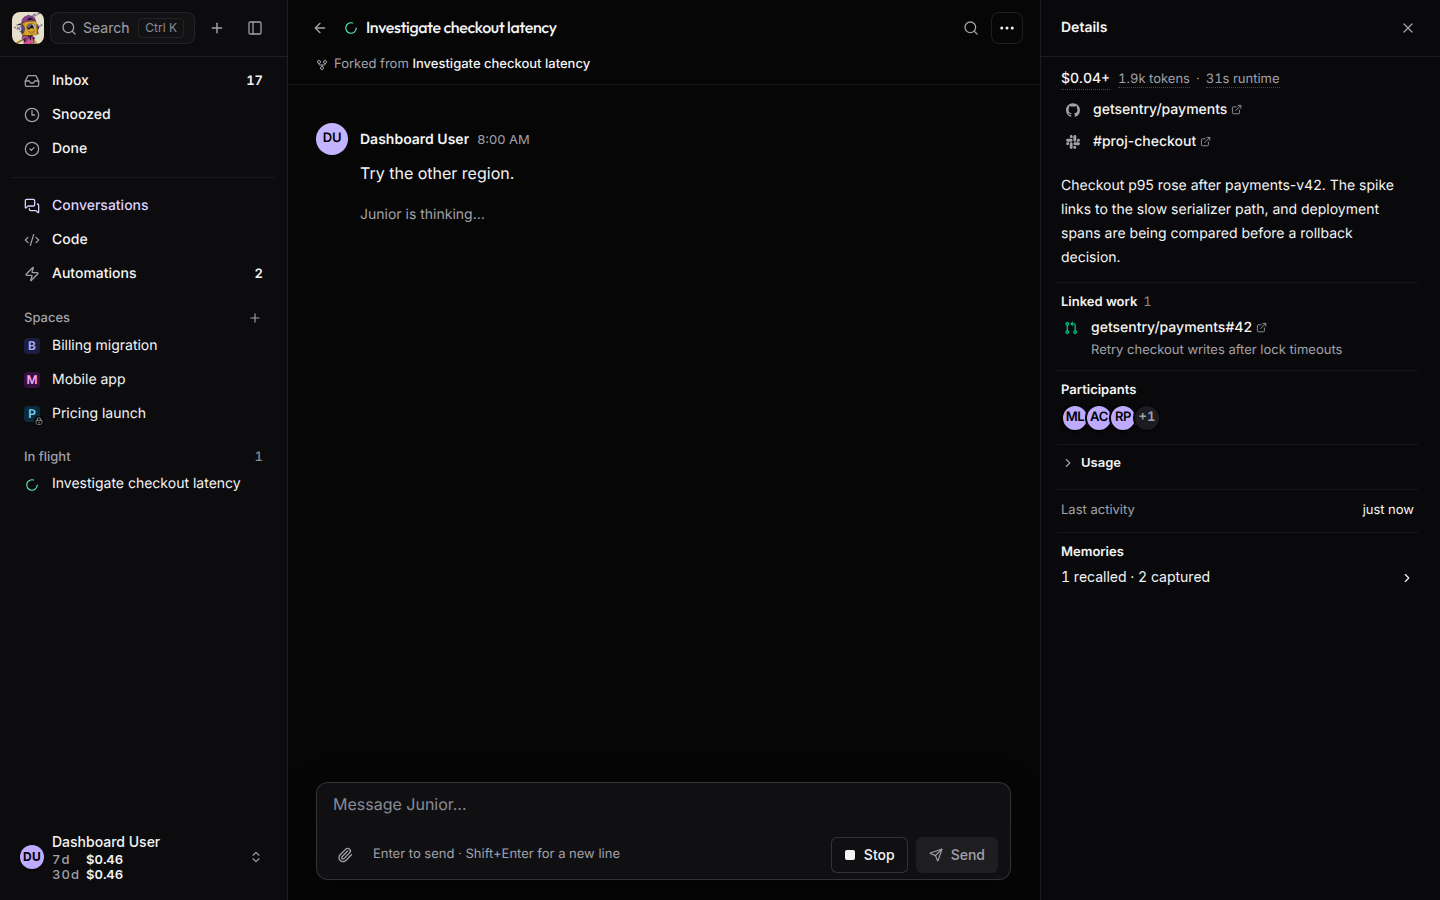 Search
Ctrl K
Inbox
17
Snoozed
Done
Conversations
Code
Automations
2
Spaces
B
Billing migration
M
Mobile app
P
Pricing launch
In flight
1
Investigate checkout latency
DU
Dashboard User
7d $0.46
30d $0.46
Investigate checkout latency
Forked from Investigate checkout latency
DU
Dashboard User 8:00 AM
Try the other region.
Junior is thinking...
Message Junior...
Enter to send · Shift+Enter for a new line
Stop
Send
Details
$0.04+ 1.9k tokens · 31s runtime
getsentry/payments
#proj-checkout
Checkout p95 rose after payments-v42. The spike
links to the slow serializer path, and deployment
spans are being compared before a rollback
decision.
Linked work 1
getsentry/payments#42
Retry checkout writes after lock timeouts
Participants
ML AC RP +1
Usage
Last activity
just now
Memories
1 recalled · 2 captured